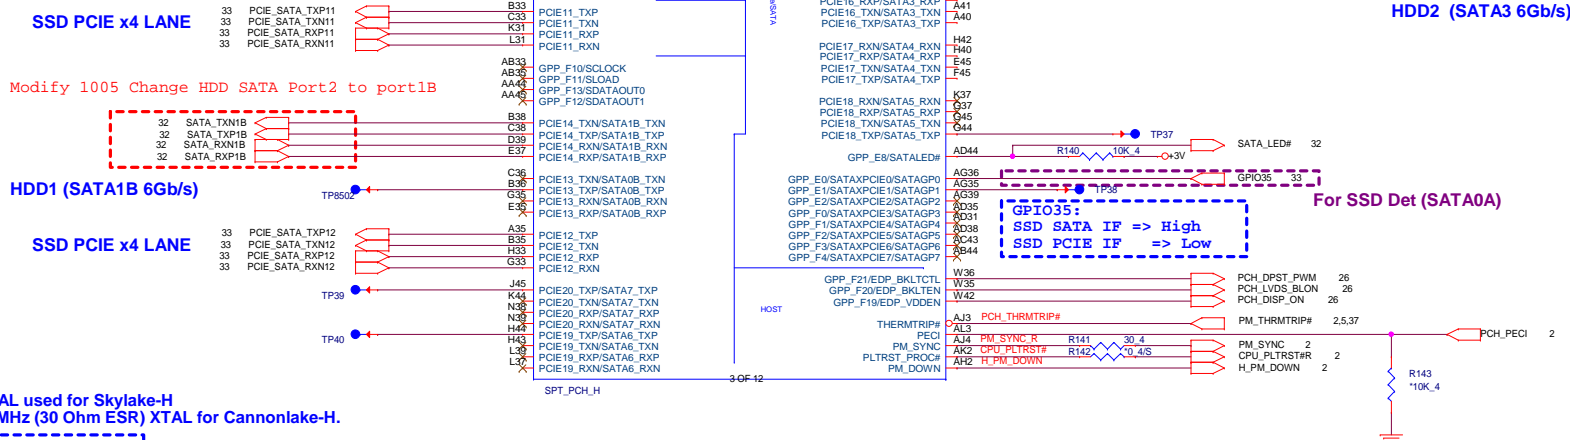 SSD PCIE x4 LANE
33 PCIE_SATA_TXP11 B33 PCIE11_TXP
33 PCIE_SATA_TXN11 C33 PCIE11_TXN
33 PCIE_SATA_RXP11 K31 PCIE11_RXP
33 PCIE_SATA_RXN11 L31 PCIE11_RXN
AB33 GPP_F10/SCLOCK
AB35 GPP_F11/SLOAD
AA44 GPP_F13/SDATAOUT0
AA45 GPP_F12/SDATAOUT1
Modify 1005 Change HDD SATA Port2 to port1B
32 SATA_TXN1B B38 PCIE14_TXN/SATA1B_TXN
32 SATA_TXP1B C38 PCIE14_TXP/SATA1B_TXP
32 SATA_RXN1B D39 PCIE14_RXN/SATA1B_RXN
32 SATA_RXP1B E37 PCIE14_RXP/SATA1B_RXP
HDD1 (SATA1B 6Gb/s)
C36 PCIE13_TXN/SATA0B_TXN
TP8502 B36 PCIE13_TXP/SATA0B_TXP
G35 PCIE13_RXN/SATA0B_RXN
E35 PCIE13_RXP/SATA0B_RXP
SSD PCIE x4 LANE
33 PCIE_SATA_TXP12 A35 PCIE12_TXP
33 PCIE_SATA_TXN12 B35 PCIE12_TXN
33 PCIE_SATA_RXP12 H33 PCIE12_RXP
33 PCIE_SATA_RXN12 G33 PCIE12_RXN
TP39 J45 PCIE20_TXP/SATA7_TXP
K44 PCIE20_TXN/SATA7_TXN
N38 PCIE20_RXP/SATA7_RXP
N39 PCIE20_RXN/SATA7_RXN
TP40 H44 PCIE19_TXP/SATA6_TXP
H43 PCIE19_TXN/SATA6_TXN
L39 PCIE19_RXP/SATA6_RXP
L37 PCIE19_RXN/SATA6_RXN
HOST
3 OF 12
SPT_PCH_H
PCIE16_RXP/SATA3_RXP
PCIE16_TXN/SATA3_TXN A41
PCIE16_TXP/SATA3_TXP A40
HDD2 (SATA3 6Gb/s)
PCIE17_RXN/SATA4_RXN H42
PCIE17_RXP/SATA4_RXP H40
PCIE17_TXN/SATA4_TXN E45
PCIE17_TXP/SATA4_TXP F45
PCIE18_RXN/SATA5_RXN K37
PCIE18_RXP/SATA5_RXP G37
PCIE18_TXN/SATA5_TXN G45
PCIE18_TXP/SATA5_TXP G44 TP37
GPP_E8/SATALED# AD44 R140 10K_4 +3V
SATA_LED# 32
GPP_E0/SATAXPCIE0/SATAGP0 AG36 GPIO35 33
GPP_E1/SATAXPCIE1/SATAGP1 AG35 TP38
GPP_E2/SATAXPCIE2/SATAGP2 AG39
GPP_F0/SATAXPCIE3/SATAGP3 AD35
GPP_F1/SATAXPCIE4/SATAGP4 AD31
GPP_F2/SATAXPCIE5/SATAGP5 AD38
GPP_F3/SATAXPCIE6/SATAGP6 AC43
GPP_F4/SATAXPCIE7/SATAGP7 AB44
For SSD Det (SATA0A)
GPIO35:
SSD SATA IF => High
SSD PCIE IF => Low
GPP_F21/EDP_BKLTCTL W36 PCH_DPST_PWM 26
GPP_F20/EDP_BKLTEN W35 PCH_LVDS_BLON 26
GPP_F19/EDP_VDDEN W42 PCH_DISP_ON 26
THERMTRIP# AJ3 PCH_THRMTRIP# PM_THRMTRIP# 2,5,37
PECI AL3 PCH_PECI 2
PM_SYNC AJ4 PM_SYNC_R R141 30_4 PM_SYNC 2
PLTRST_PROC# AK2 CPU_PLTRST# R142 *0_4/S CPU_PLTRST#R 2
PM_DOWN AH2 H_PM_DOWN H_PM_DOWN 2
R143
*10K_4
AL used for Skylake-H
MHz (30 Ohm ESR) XTAL for Cannonlake-H.